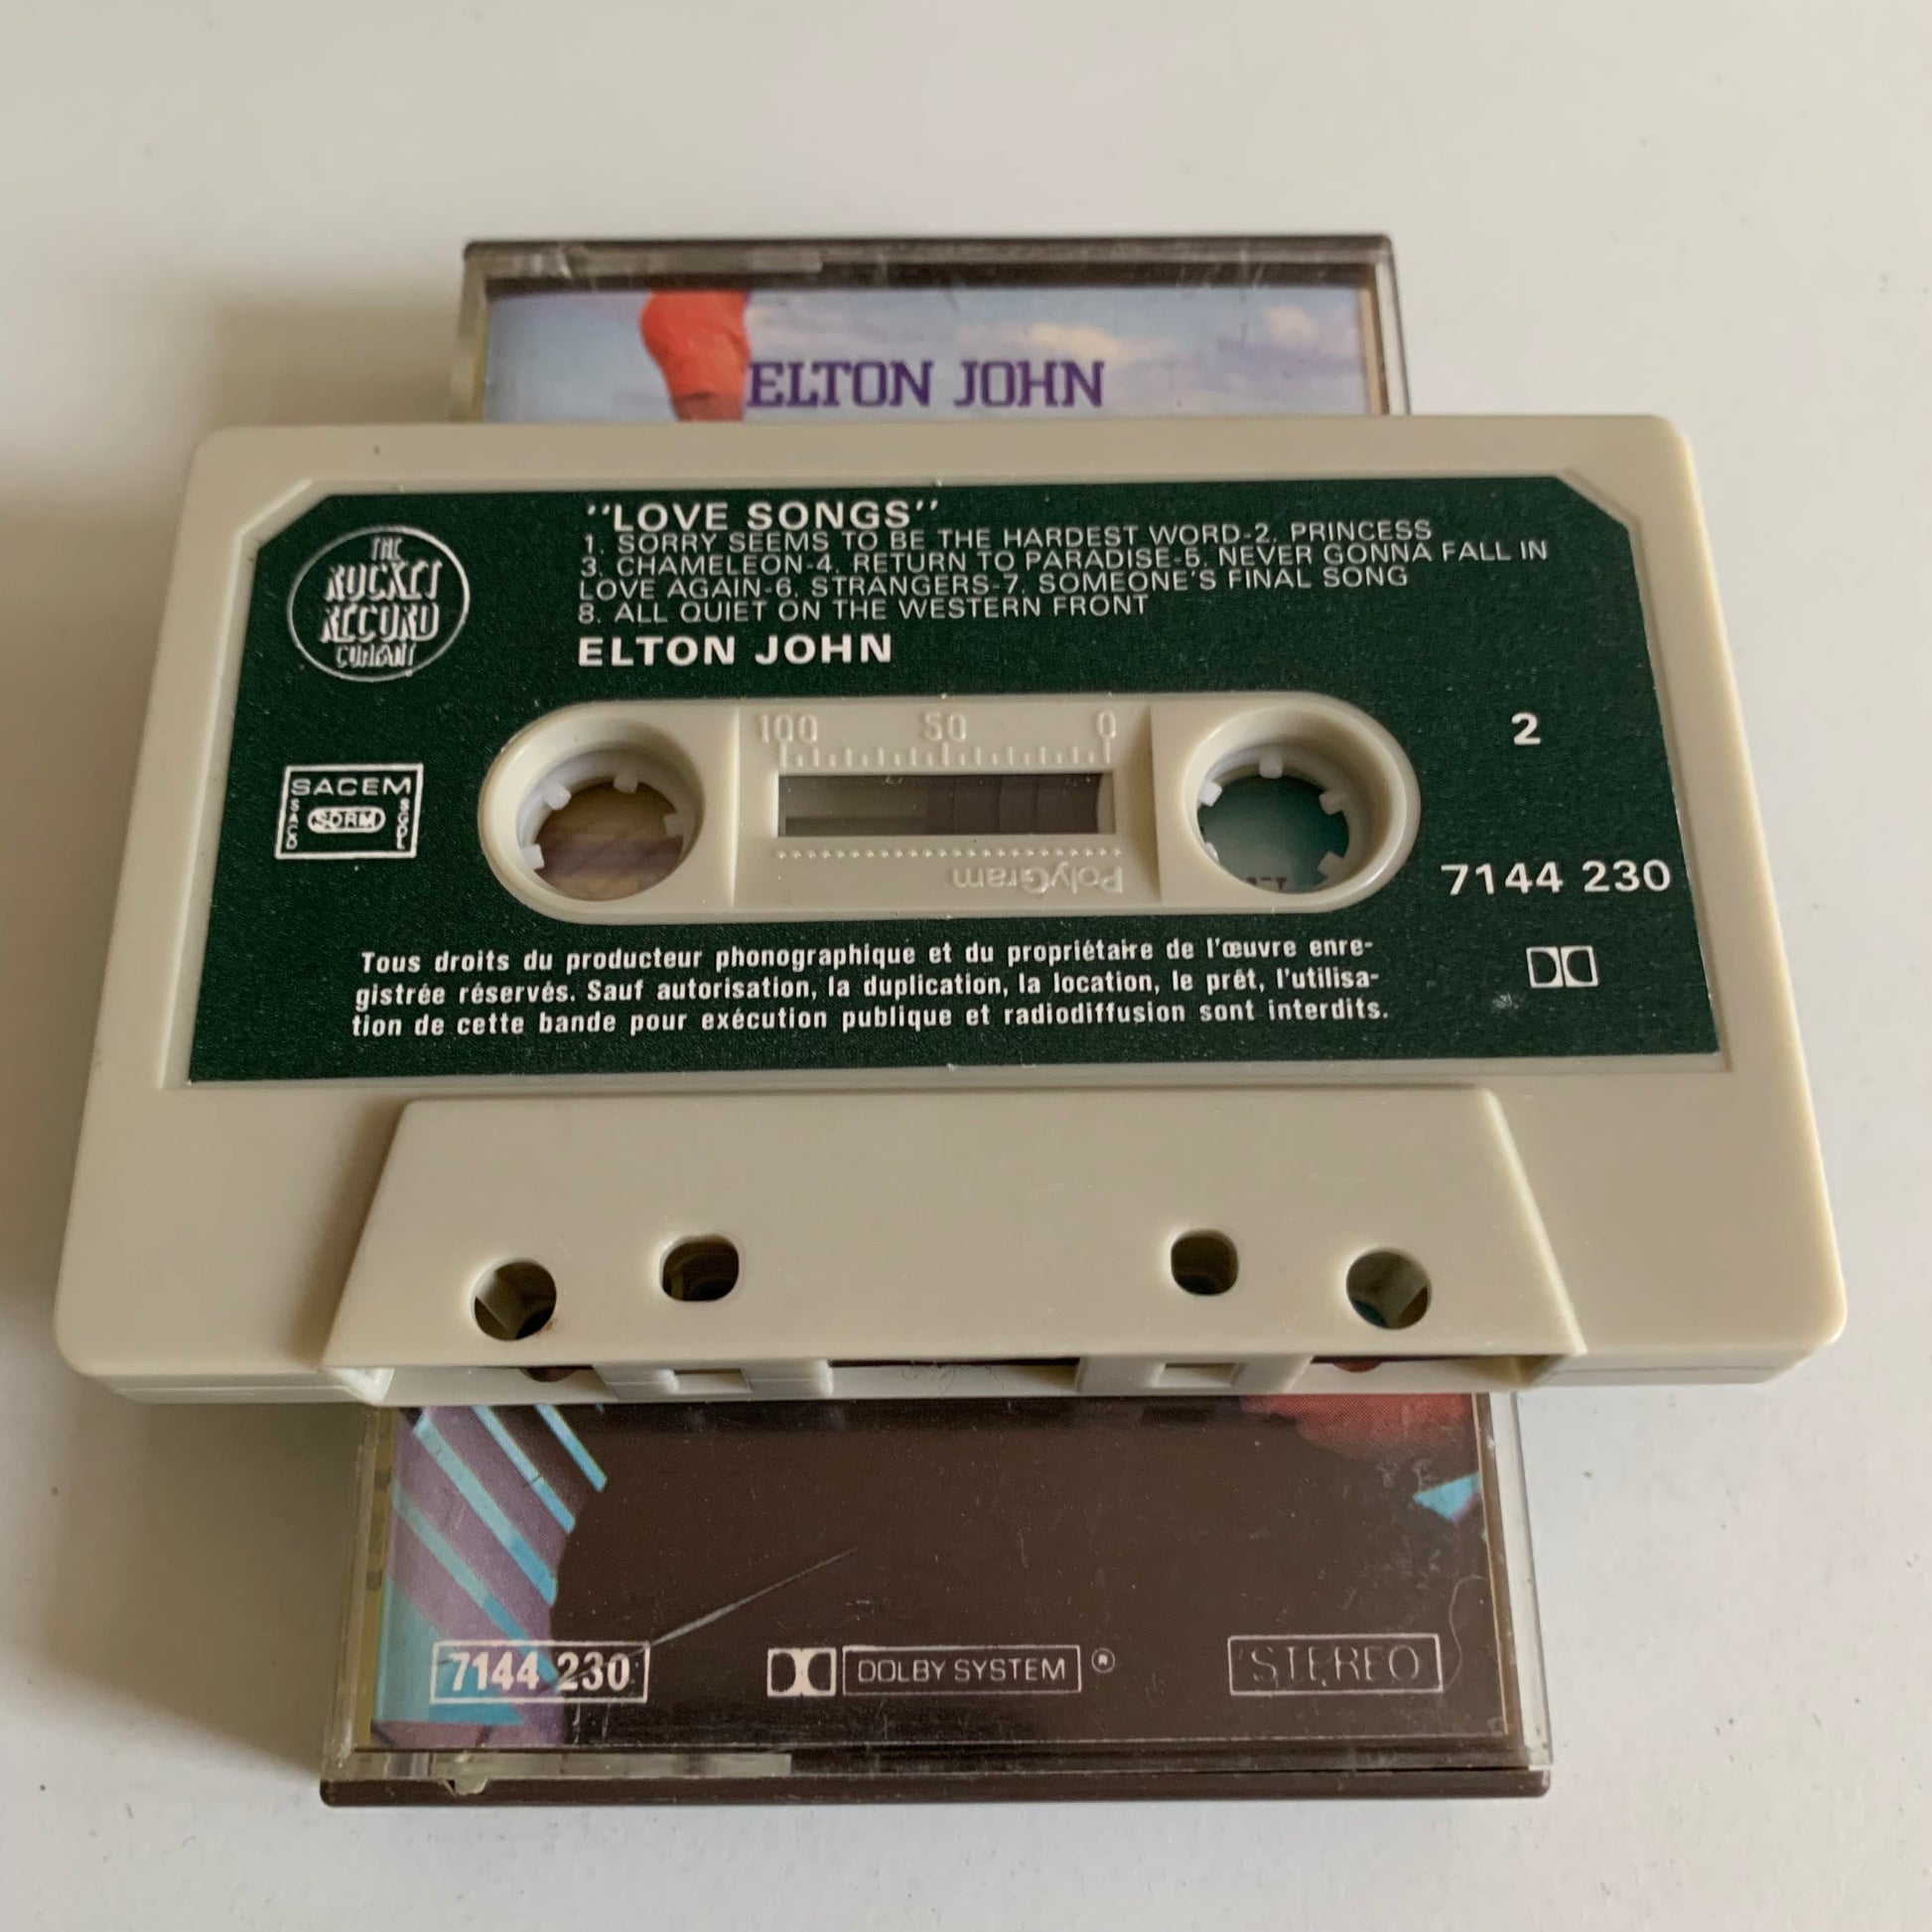 ELTON JOHN
THE
ROCKET
RECORD
COMPANY
"LOVE SONGS"
1. SORRY SEEMS TO BE THE HARDEST WORD-2. PRINCESS
3. CHAMELEON-4. RETURN TO PARADISE-5. NEVER GONNA FALL IN
LOVE AGAIN-6. STRANGERS-7. SOMEONE'S FINAL SONG
8. ALL QUIET ON THE WESTERN FRONT
ELTON JOHN
100 50 0
2
SACEM
SACD
SDRM
SGDL
PolyGram
7144 230
Tous droits du producteur phonographique et du propriétaire de l'œuvre enre-
gistrée réservés. Sauf autorisation, la duplication, la location, le prêt, l'utilisa-
tion de cette bande pour exécution publique et radiodiffusion sont interdits.
7144 230
DOLBY SYSTEM ®
STEREO